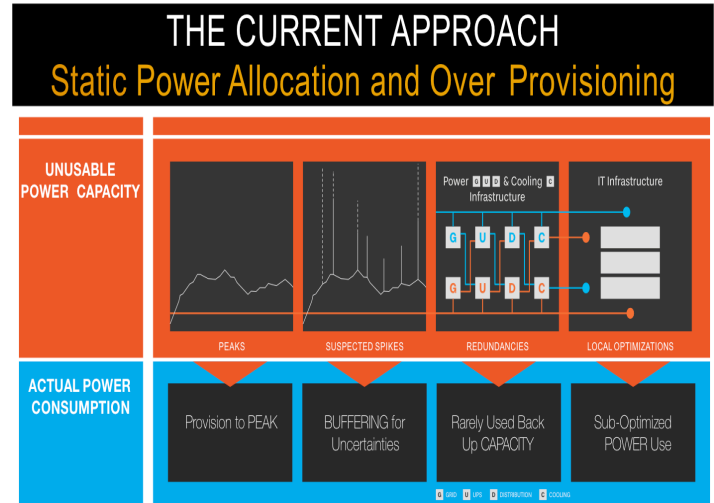 THE CURRENT APPROACH
Static Power Allocation and Over Provisioning
UNUSABLE
POWER CAPACITY
Power G U D & Cooling C
Infrastructure
IT Infrastructure
G U D C
G U D C
PEAKS
SUSPECTED SPIKES
REDUNDANCIES
LOCAL OPTIMIZATIONS
ACTUAL POWER
CONSUMPTION
Provision to PEAK
BUFFERING for
Uncertainties
Rarely Used Back
Up CAPACITY
Sub-Optimized
POWER Use
G GRID U UPS D DISTRIBUTION C COOLING